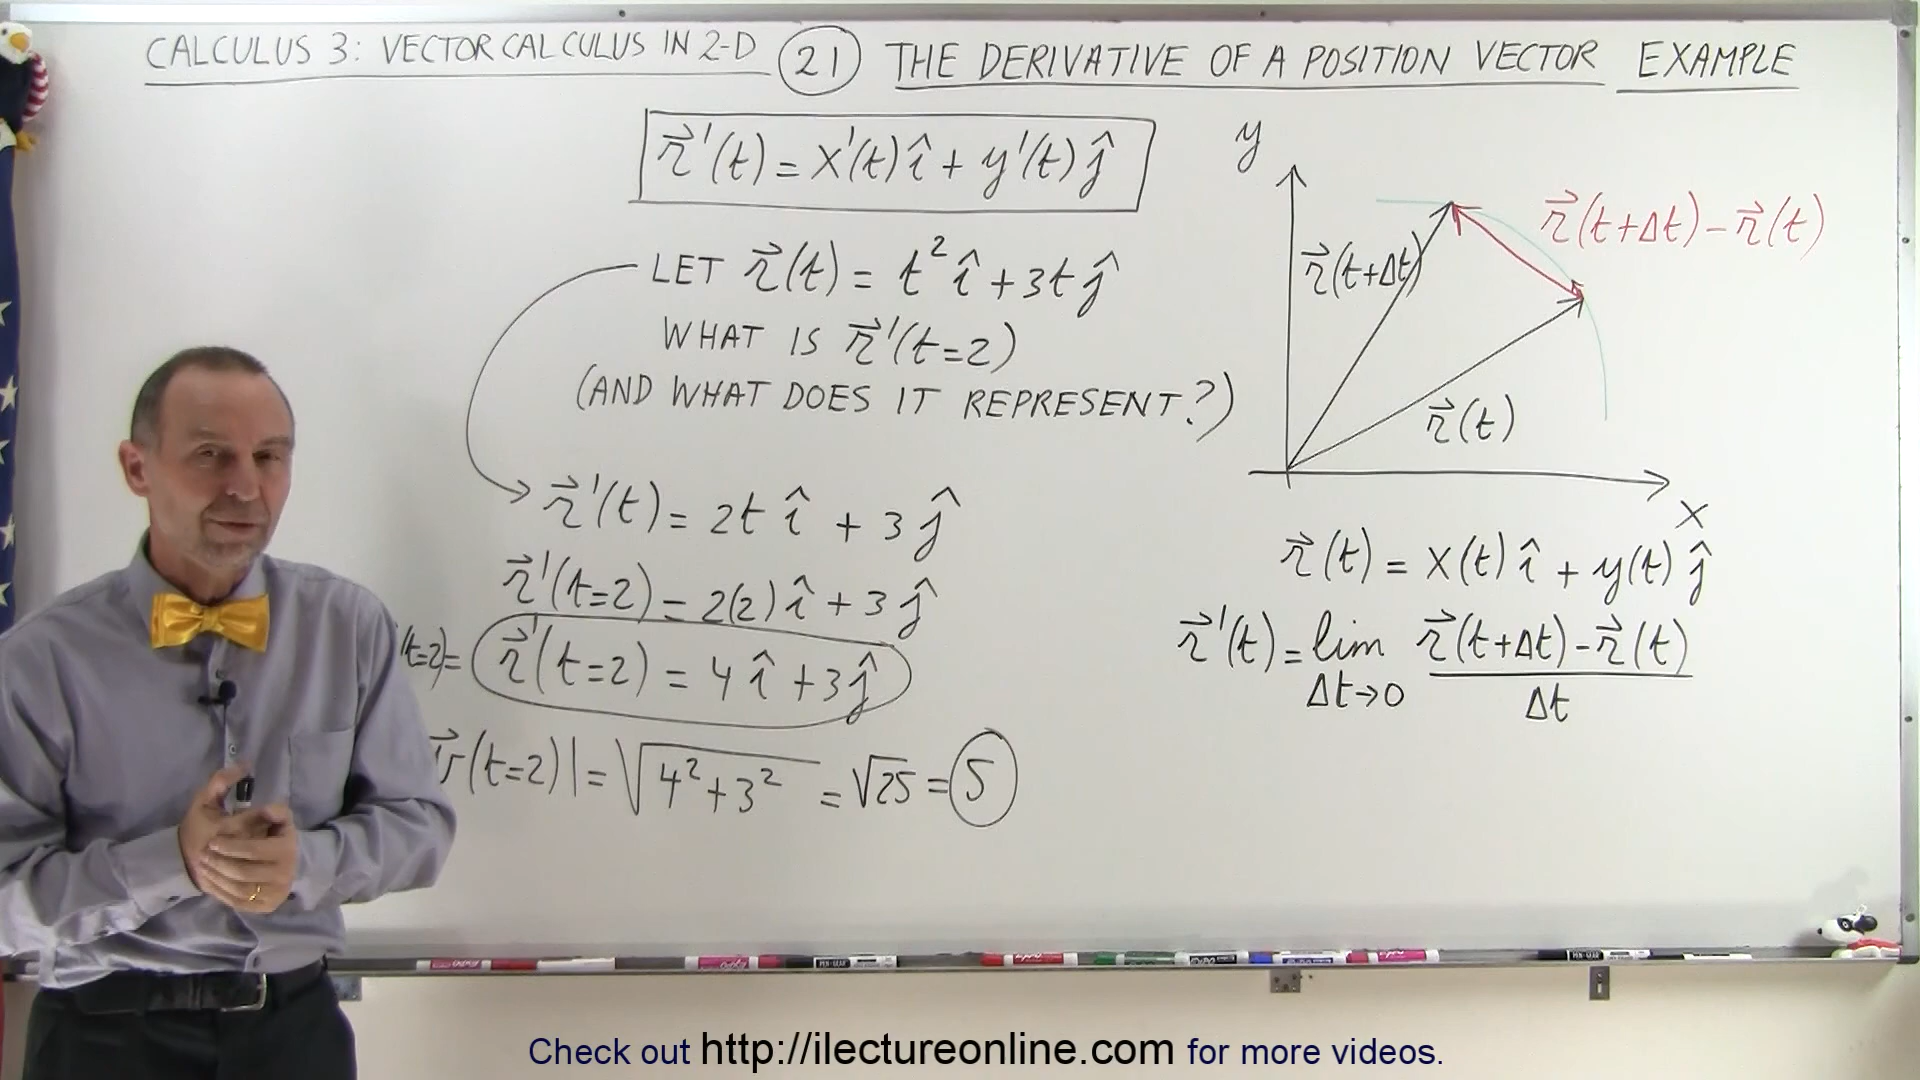 CALCULUS 3: VECTOR CALCULUS IN 2-D (21) THE DERIVATIVE OF A POSITION VECTOR EXAMPLE
r⃗'(t) = x'(t) î + y'(t) ĵ
LET r⃗(t) = t² î + 3t ĵ
WHAT IS r⃗'(t=2)
(AND WHAT DOES IT REPRESENT?)
r⃗'(t) = 2t î + 3 ĵ
r⃗'(t=2) = 2(2) î + 3 ĵ
(t=2) = r⃗'(t=2) = 4 î + 3 ĵ
v⃗(t=2)| = √4²+3² = √25 = 5
y
r⃗(t+Δt)
r⃗(t+Δt) - r⃗(t)
r⃗(t)
x
r⃗(t) = x(t) î + y(t) ĵ
r⃗'(t) = lim r⃗(t+Δt) - r⃗(t)
Δt→0 Δt
Check out http://ilectureonline.com for more videos.